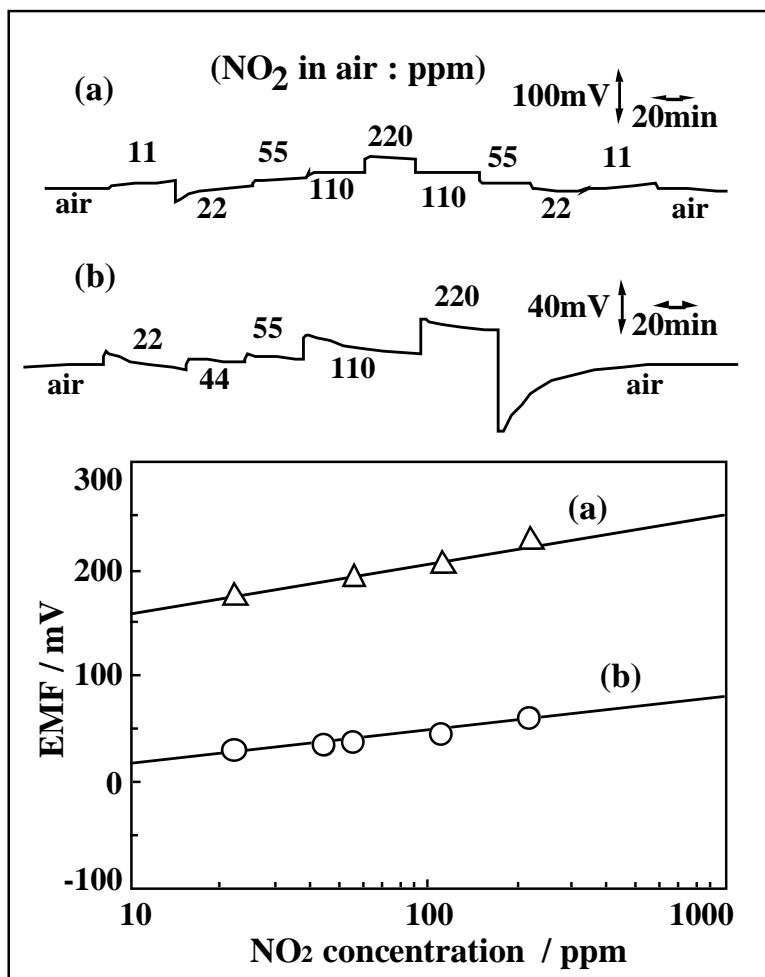 (NO2 in air : ppm)
(a)
100mV
20min
220
11
55
55
11
air
22
110
110
22
air
(b)
40mV
20min
220
22
55
air
44
110
air
300
200
100
0
-100
EMF / mV
(a)
(b)
10
100
1000
NO2 concentration / ppm